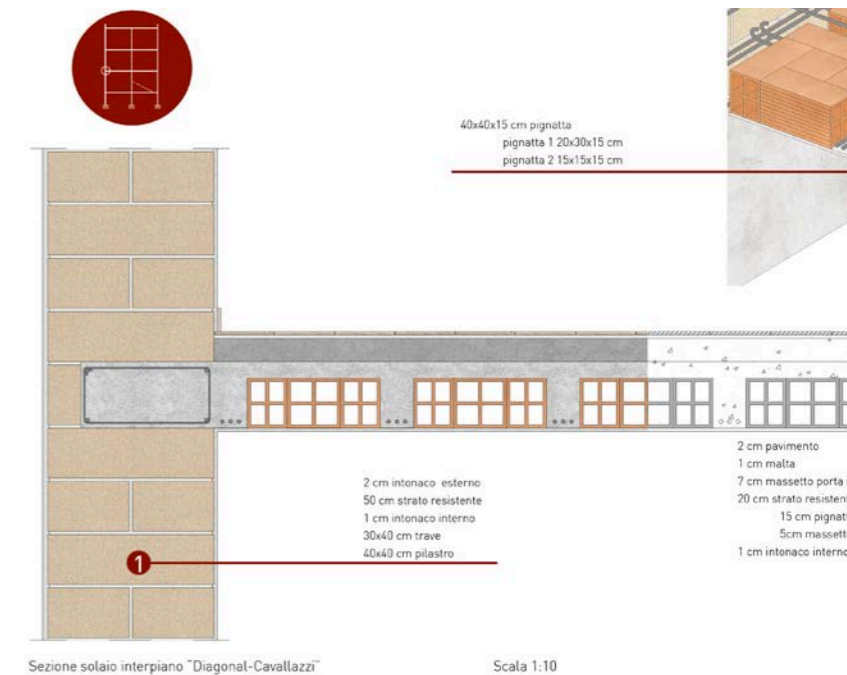 40x40x15 cm pignatta
pignatta 1 20x30x15 cm
pignatta 2 15x15x15 cm
2 cm intonaco esterno
50 cm strato resistente
1 cm intonaco interno
30x40 cm trave
40x40 cm pilastro
1
2 cm pavimento
1 cm malta
7 cm massetto porta
20 cm strato resistent
15 cm pignat
5cm massett
1 cm intonaco interno
Sezione solaio interpiano "Diagonal-Cavallazzi"
Scala 1:10